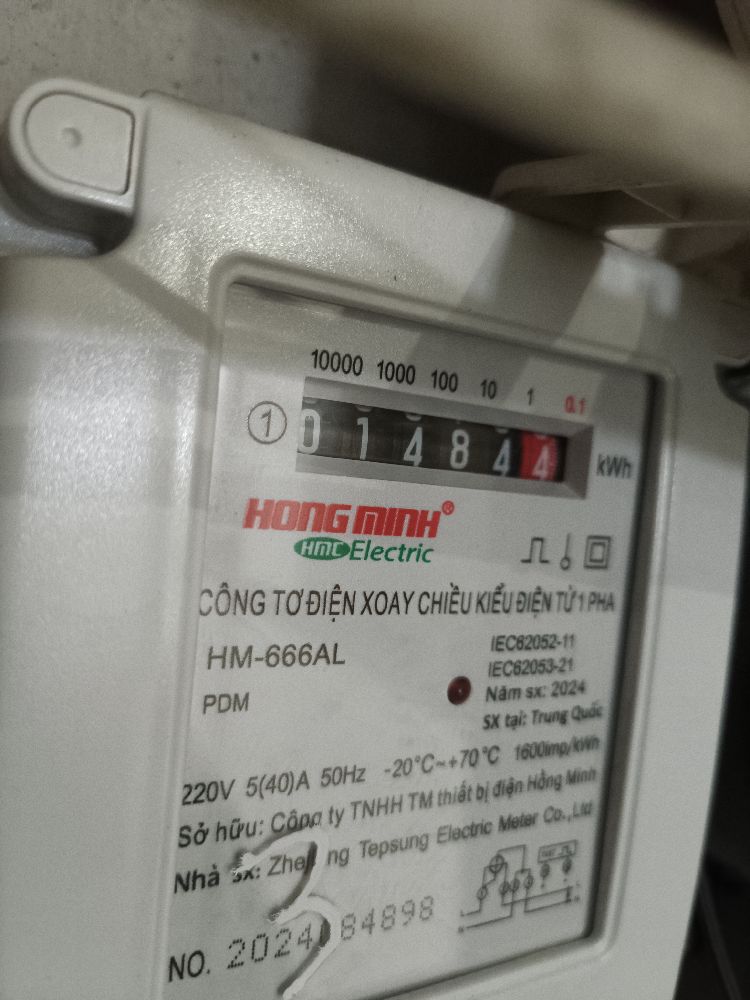 10000 1000 100 10 1 0.1
1 0 1 4 8 4 4 kWh
HONG MINH®
HMC Electric
CÔNG TƠ ĐIỆN XOAY CHIỀU KIỂU ĐIỆN TỬ 1 PHA
HM-666AL
PDM
IEC62052-11
IEC62053-21
Năm sx: 2024
SX tại: Trung Quốc
220V 5(40)A 50Hz -20°C~+70°C 1600imp/kWh
Sở hữu: Công ty TNHH TM thiết bị điện Hồng Minh
Nhà sx: Tepsung Electric Meter Co.,Ltd
NO. 2024 84898